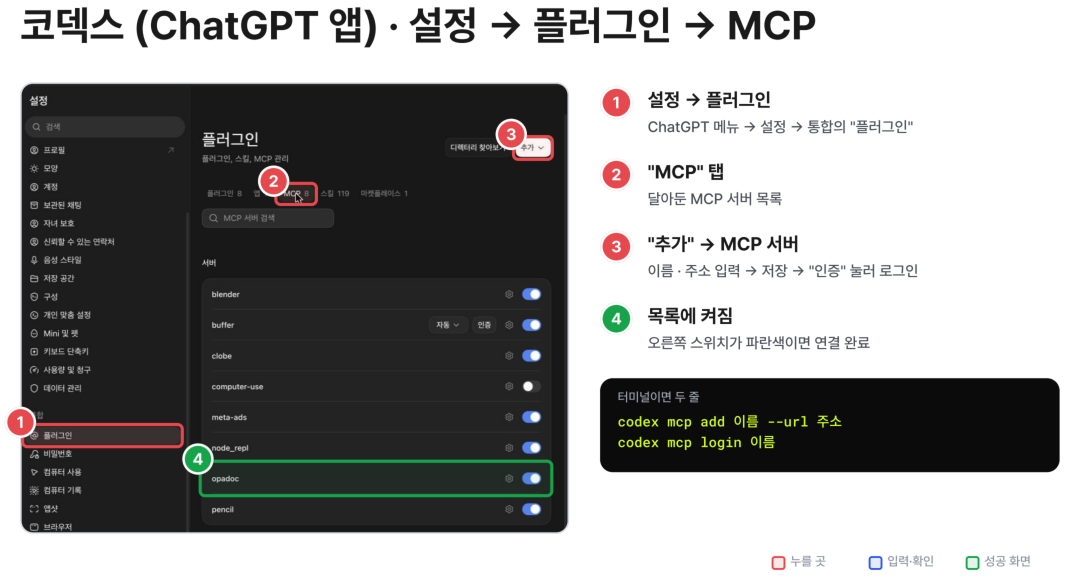 코덱스 (ChatGPT 앱) · 설정 → 플러그인 → MCP
설정
검색
프로필
모양
계정
보관된 채팅
자녀 보호
신뢰할 수 있는 연락처
음성 스타일
저장 공간
구성
개인 맞춤 설정
Mini 및 펫
키보드 단축키
사용량 및 청구
데이터 관리
1
플러그인
비밀번호
컴퓨터 사용
컴퓨터 기록
앱샷
브라우저
플러그인
플러그인, 스킬, MCP 관리
디렉터리 찾아보기
3
추가
2
플러그인 8 앱 MCP 8 스킬 119 마켓플레이스 1
MCP 서버 검색
서버
blender
buffer 자동 인증
clobe
computer-use
meta-ads
node_repl
4
opadoc
pencil
1 설정 → 플러그인
ChatGPT 메뉴 → 설정 → 통합의 "플러그인"
2 "MCP" 탭
달아둔 MCP 서버 목록
3 "추가" → MCP 서버
이름 · 주소 입력 → 저장 → "인증" 눌러 로그인
4 목록에 켜짐
오른쪽 스위치가 파란색이면 연결 완료
터미널이면 두 줄
codex mcp add 이름 --url 주소
codex mcp login 이름
누를 곳 입력·확인 성공 화면